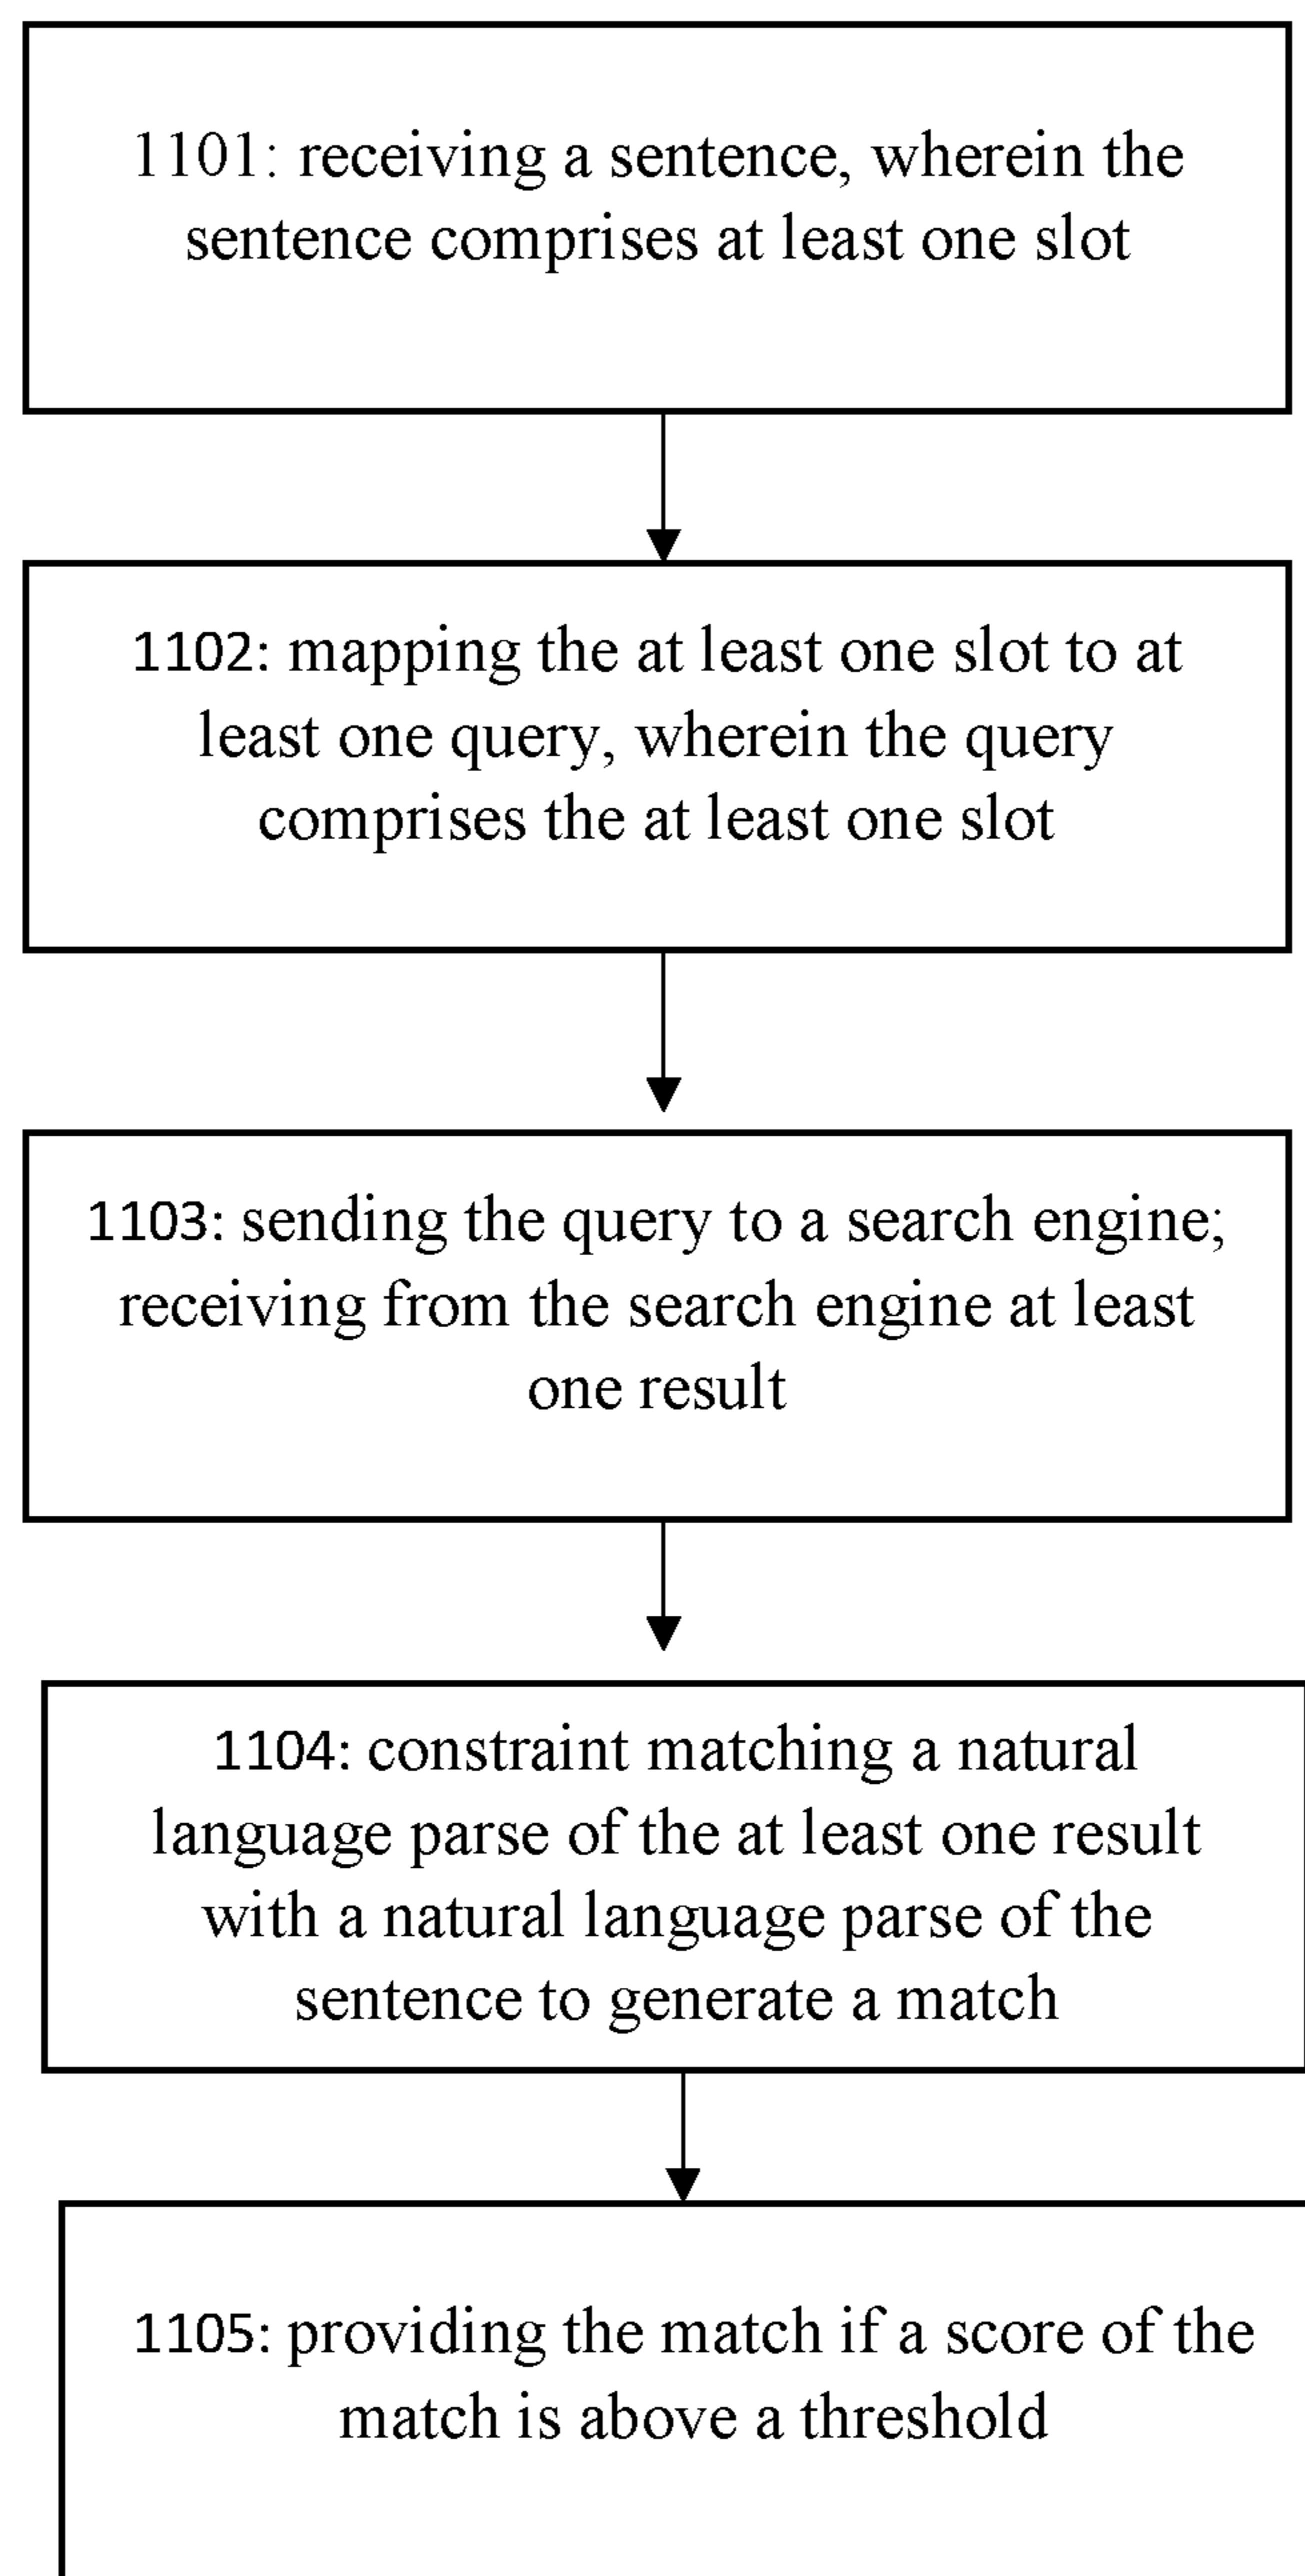 1101: receiving a sentence, wherein the
sentence comprises at least one slot
1102: mapping the at least one slot to at
least one query, wherein the query
comprises the at least one slot
1103: sending the query to a search engine;
receiving from the search engine at least
one result
1104: constraint matching a natural
language parse of the at least one result
with a natural language parse of the
sentence to generate a match
1105: providing the match if a score of the
match is above a threshold